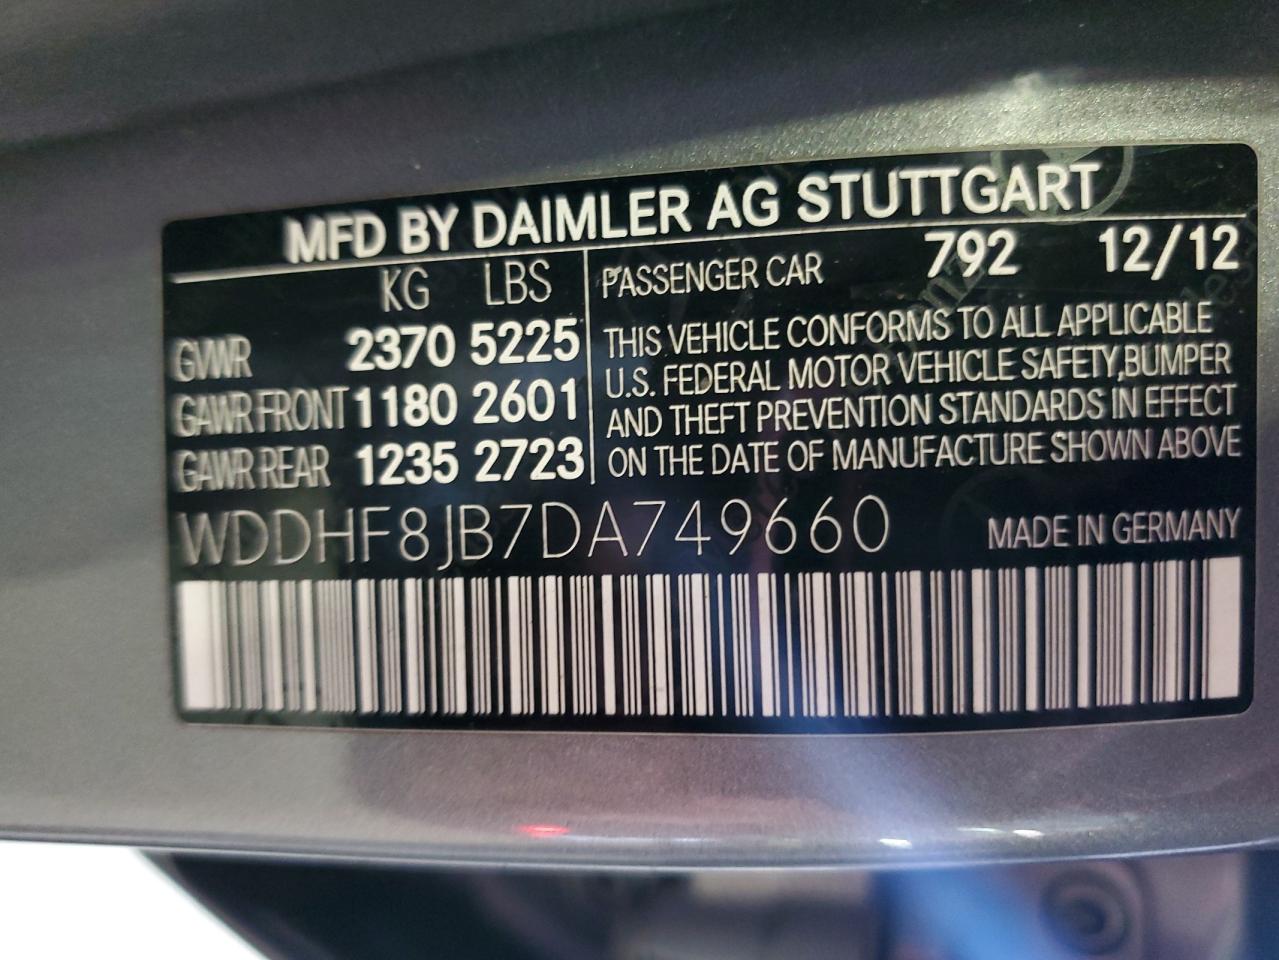 MFD BY DAIMLER AG STUTTGART
KG LBS
GVWR 2370 5225
GAWR FRONT 1180 2601
GAWR REAR 1235 2723
PASSENGER CAR 792 12/12
THIS VEHICLE CONFORMS TO ALL APPLICABLE
U.S. FEDERAL MOTOR VEHICLE SAFETY, BUMPER
AND THEFT PREVENTION STANDARDS IN EFFECT
ON THE DATE OF MANUFACTURE SHOWN ABOVE
WDDHF8JB7DA749660 MADE IN GERMANY